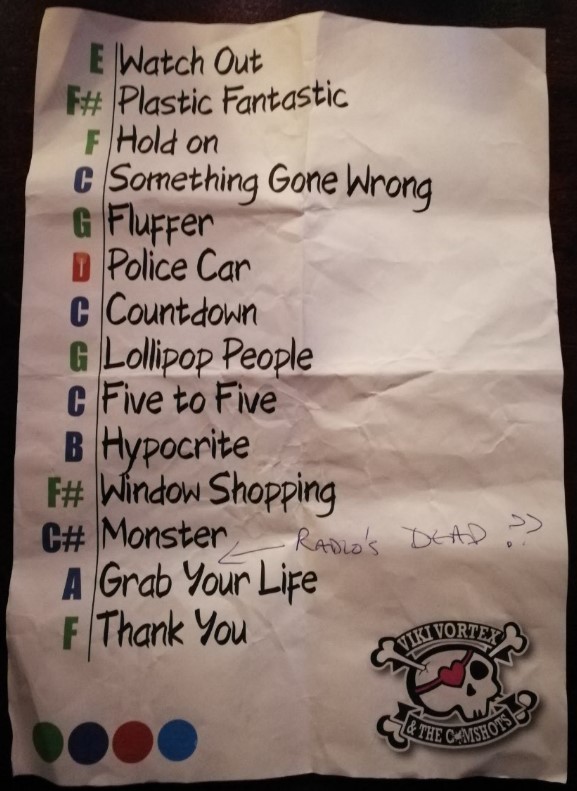 E Watch Out
F# Plastic Fantastic
F Hold on
C Something Gone Wrong
G Fluffer
D Police Car
C Countdown
G Lollipop People
C Five to Five
B Hypocrite
F# Window Shopping
C# Monster
RADIO'S DEAD ??
A Grab Your Life
F Thank You
VIKI VORTEX
& THE C*MSHOTS